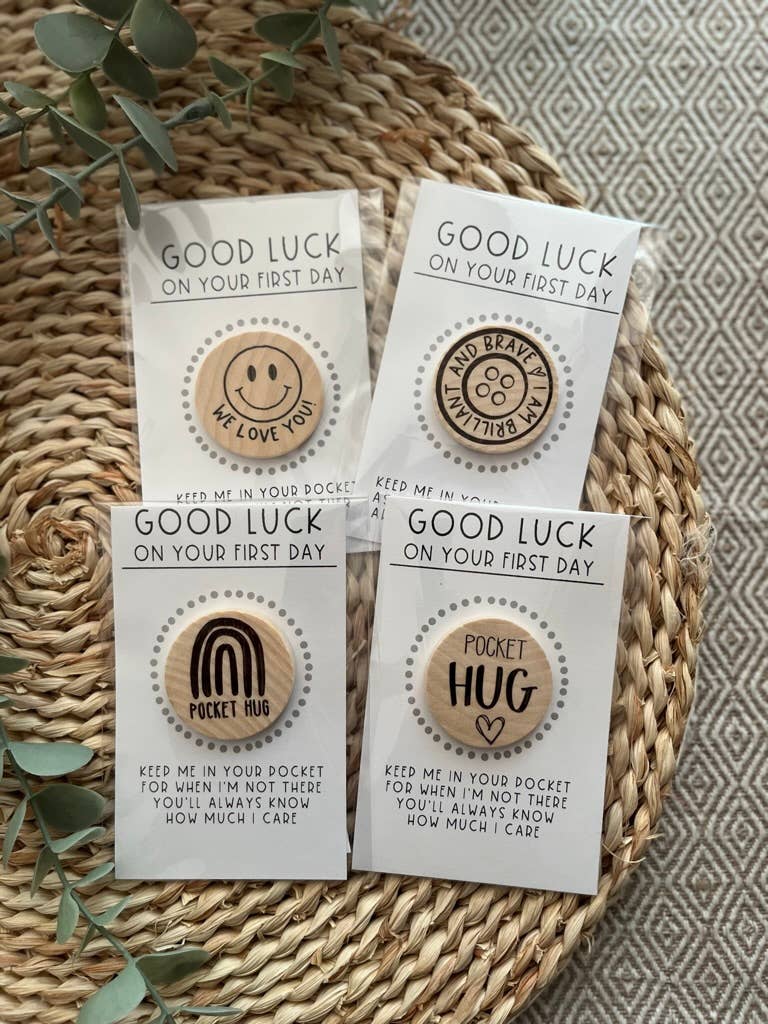 GOOD LUCK
ON YOUR FIRST DAY
WE LOVE YOU!
KEEP ME IN YOUR POCKET
GOOD LUCK
ON YOUR FIRST DAY
I AM BRILLIANT AND BRAVE
KEEP ME IN YOUR
GOOD LUCK
ON YOUR FIRST DAY
POCKET HUG
KEEP ME IN YOUR POCKET
FOR WHEN I'M NOT THERE
YOU'LL ALWAYS KNOW
HOW MUCH I CARE
GOOD LUCK
ON YOUR FIRST DAY
POCKET
HUG
KEEP ME IN YOUR POCKET
FOR WHEN I'M NOT THERE
YOU'LL ALWAYS KNOW
HOW MUCH I CARE